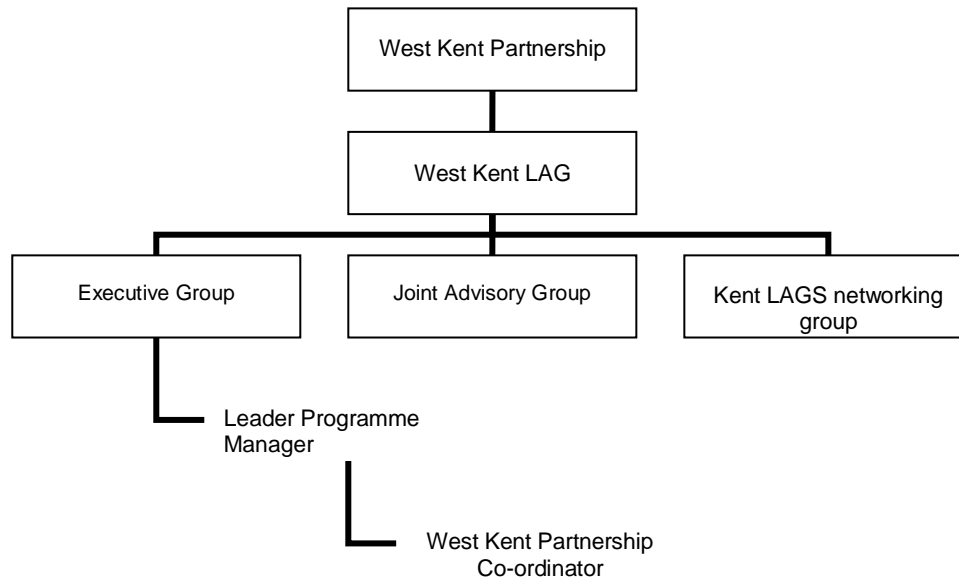 West Kent Partnership
West Kent LAG
Executive Group
Joint Advisory Group
Kent LAGS networking
group
Leader Programme
Manager
West Kent Partnership
Co-ordinator